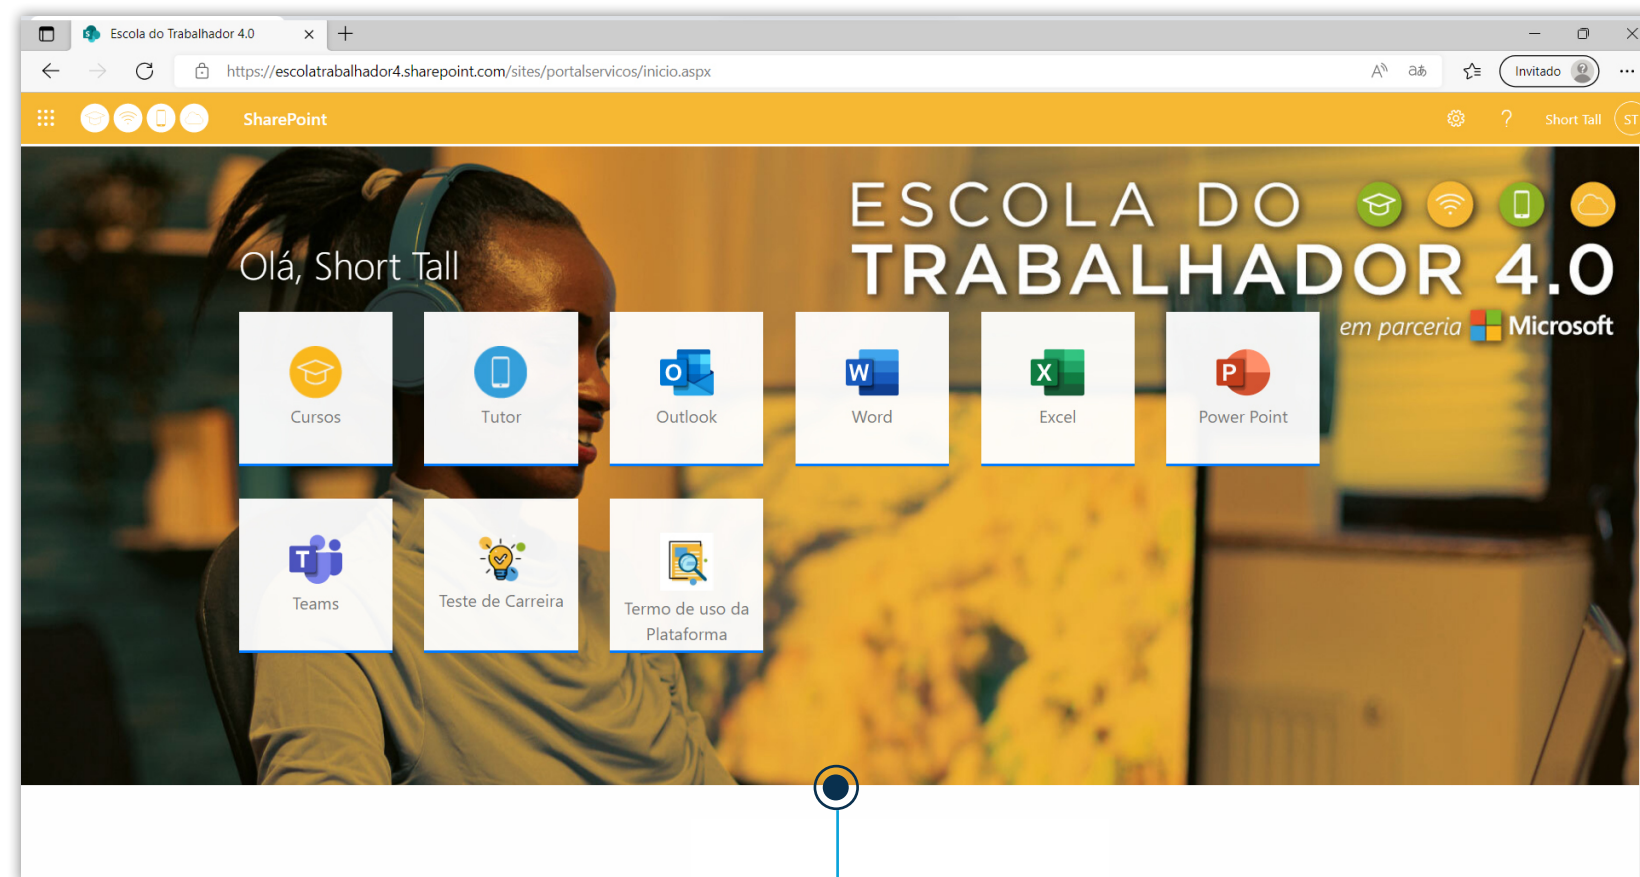 Escola do Trabalhador 4.0
https://escolatrabalhador4.sharepoint.com/sites/portalservicos/inicio.aspx
Invitado
SharePoint
Short Tall
ST
ESCOLA DO
TRABALHADOR 4.0
em parceria Microsoft
Olá, Short Tall
Cursos
Tutor
Outlook
Word
Excel
Power Point
Teams
Teste de Carreira
Termo de uso da
Plataforma